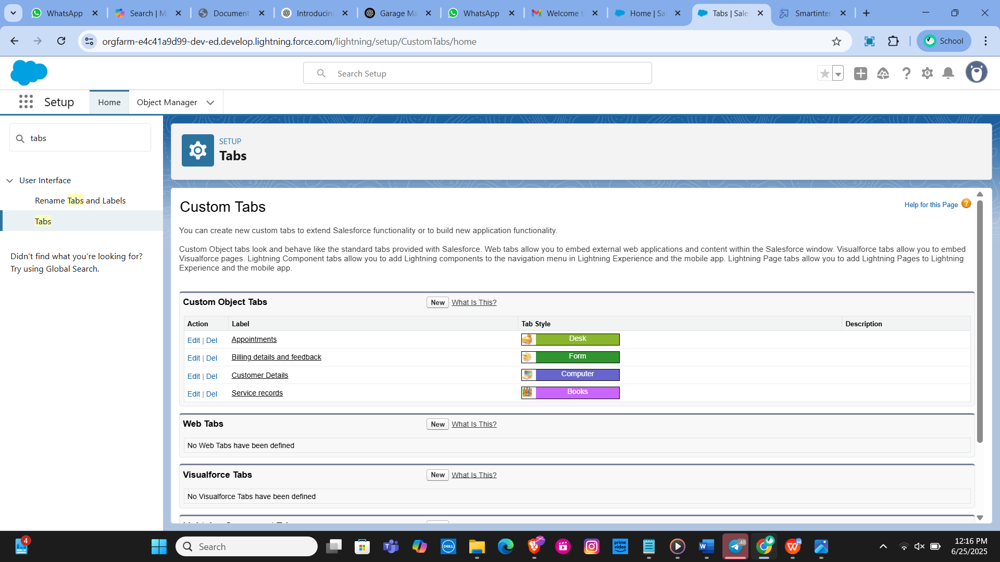 WhatsApp
Search | M
Document
Introducin
Garage Ma
WhatsApp
Welcome t
Home | Sal
Tabs | Sale
Smartinter
orgfarm-e4c41a9d99-dev-ed.develop.lightning.force.com/lightning/setup/CustomTabs/home
School
Search Setup
Setup
Home
Object Manager
tabs
User Interface
Rename Tabs and Labels
Tabs
Didn't find what you're looking for?
Try using Global Search.
SETUP
Tabs
Custom Tabs
Help for this Page
You can create new custom tabs to extend Salesforce functionality or to build new application functionality.
Custom Object tabs look and behave like the standard tabs provided with Salesforce. Web tabs allow you to embed external web applications and content within the Salesforce window. Visualforce tabs allow you to embed
Visualforce pages. Lightning Component tabs allow you to add Lightning components to the navigation menu in Lightning Experience and the mobile app. Lightning Page tabs allow you to add Lightning Pages to Lightning
Experience and the mobile app.
Custom Object Tabs
New What Is This?
Action Label Tab Style Description
Edit | Del Appointments Desk
Edit | Del Billing details and feedback Form
Edit | Del Customer Details Computer
Edit | Del Service records Books
Web Tabs
New What Is This?
No Web Tabs have been defined
Visualforce Tabs
New What Is This?
No Visualforce Tabs have been defined
4
Search
DELL
prime
video
W
.48
12:16 PM
6/25/2025